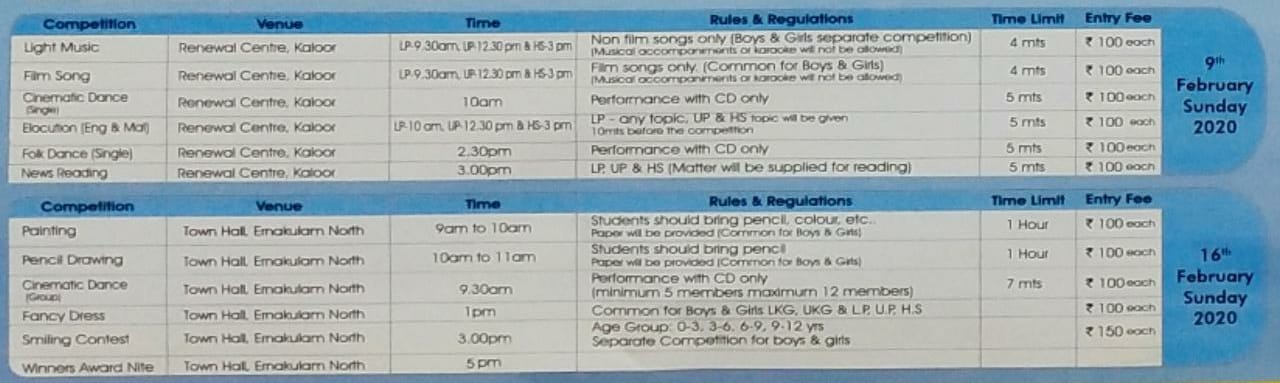 Competition Venue Time Rules & Regulations Time Limit Entry Fee
Light Music Renewal Centre, Kaloor LP-9.30am, UP-12.30 pm & HS-3 pm Non film songs only (Boys & Girls separate competition) 4 mts ₹ 100 each
(Musical accompaniments or karaoke will not be allowed)
Film Song Renewal Centre, Kaloor LP-9.30am, UP-12.30 pm & HS-3 pm Film songs only. (Common for Boys & Girls) 4 mts ₹ 100 each
(Musical accompaniments or karaoke will not be allowed)
Cinematic Dance Renewal Centre, Kaloor 10am Performance with CD only 5 mts ₹ 100 each
(Single)
Elocution (Eng & Mal) Renewal Centre, Kaloor LP-10 am, UP-12.30 pm & HS-3 pm LP - any topic, UP & HS topic will be given 5 mts ₹ 100 each
10mts before the competition
Folk Dance (Single) Renewal Centre, Kaloor 2.30pm Performance with CD only 5 mts ₹ 100 each
News Reading Renewal Centre, Kaloor 3.00pm LP, UP & HS (Matter will be supplied for reading) 5 mts ₹ 100 each
9th
February
Sunday
2020
Competition Venue Time Rules & Regulations Time Limit Entry Fee
Painting Town Hall, Ernakulam North 9am to 10am Students should bring pencil, colour, etc.. 1 Hour ₹ 100 each
Paper will be provided (Common for Boys & Girls)
Pencil Drawing Town Hall, Ernakulam North 10am to 11am Students should bring pencil 1 Hour ₹ 100 each
Paper will be provided (Common for Boys & Girls)
Cinematic Dance Town Hall, Ernakulam North 9.30am Performance with CD only 7 mts ₹ 100 each
(Group) (minimum 5 members maximum 12 members)
Fancy Dress Town Hall, Ernakulam North 1pm Common for Boys & Girls LKG, UKG & L.P, U.P, H.S ₹ 100 each
Smiling Contest Town Hall, Ernakulam North 3.00pm Age Group: 0-3, 3-6, 6-9, 9-12 yrs ₹ 150 each
Separate Competition for boys & girls
Winners Award Nite Town Hall, Ernakulam North 5 pm
16th
February
Sunday
2020